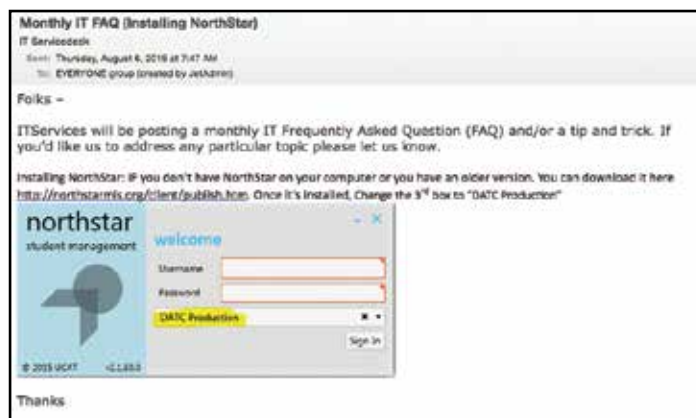 Monthly IT FAQ (Installing NorthStar)
IT Servicedesk
Sent: Thursday, August 6, 2015 at 7:47 AM
To: EVERYONE group (created by JetAdmin)
Folks –
ITServices will be posting a monthly IT Frequently Asked Question (FAQ) and/or a tip and trick. If
you'd like us to address any particular topic please let us know.
Installing NorthStar: IF you don't have NorthStar on your computer or you have an older version. You can download it here
http://northstarmis.org/client/publish.htm. Once it's installed, Change the 3rd box to "DATC Production"
northstar
student management
welcome
Username
Password
DATC Production
Sign In
© 2015 UCAT
Thanks